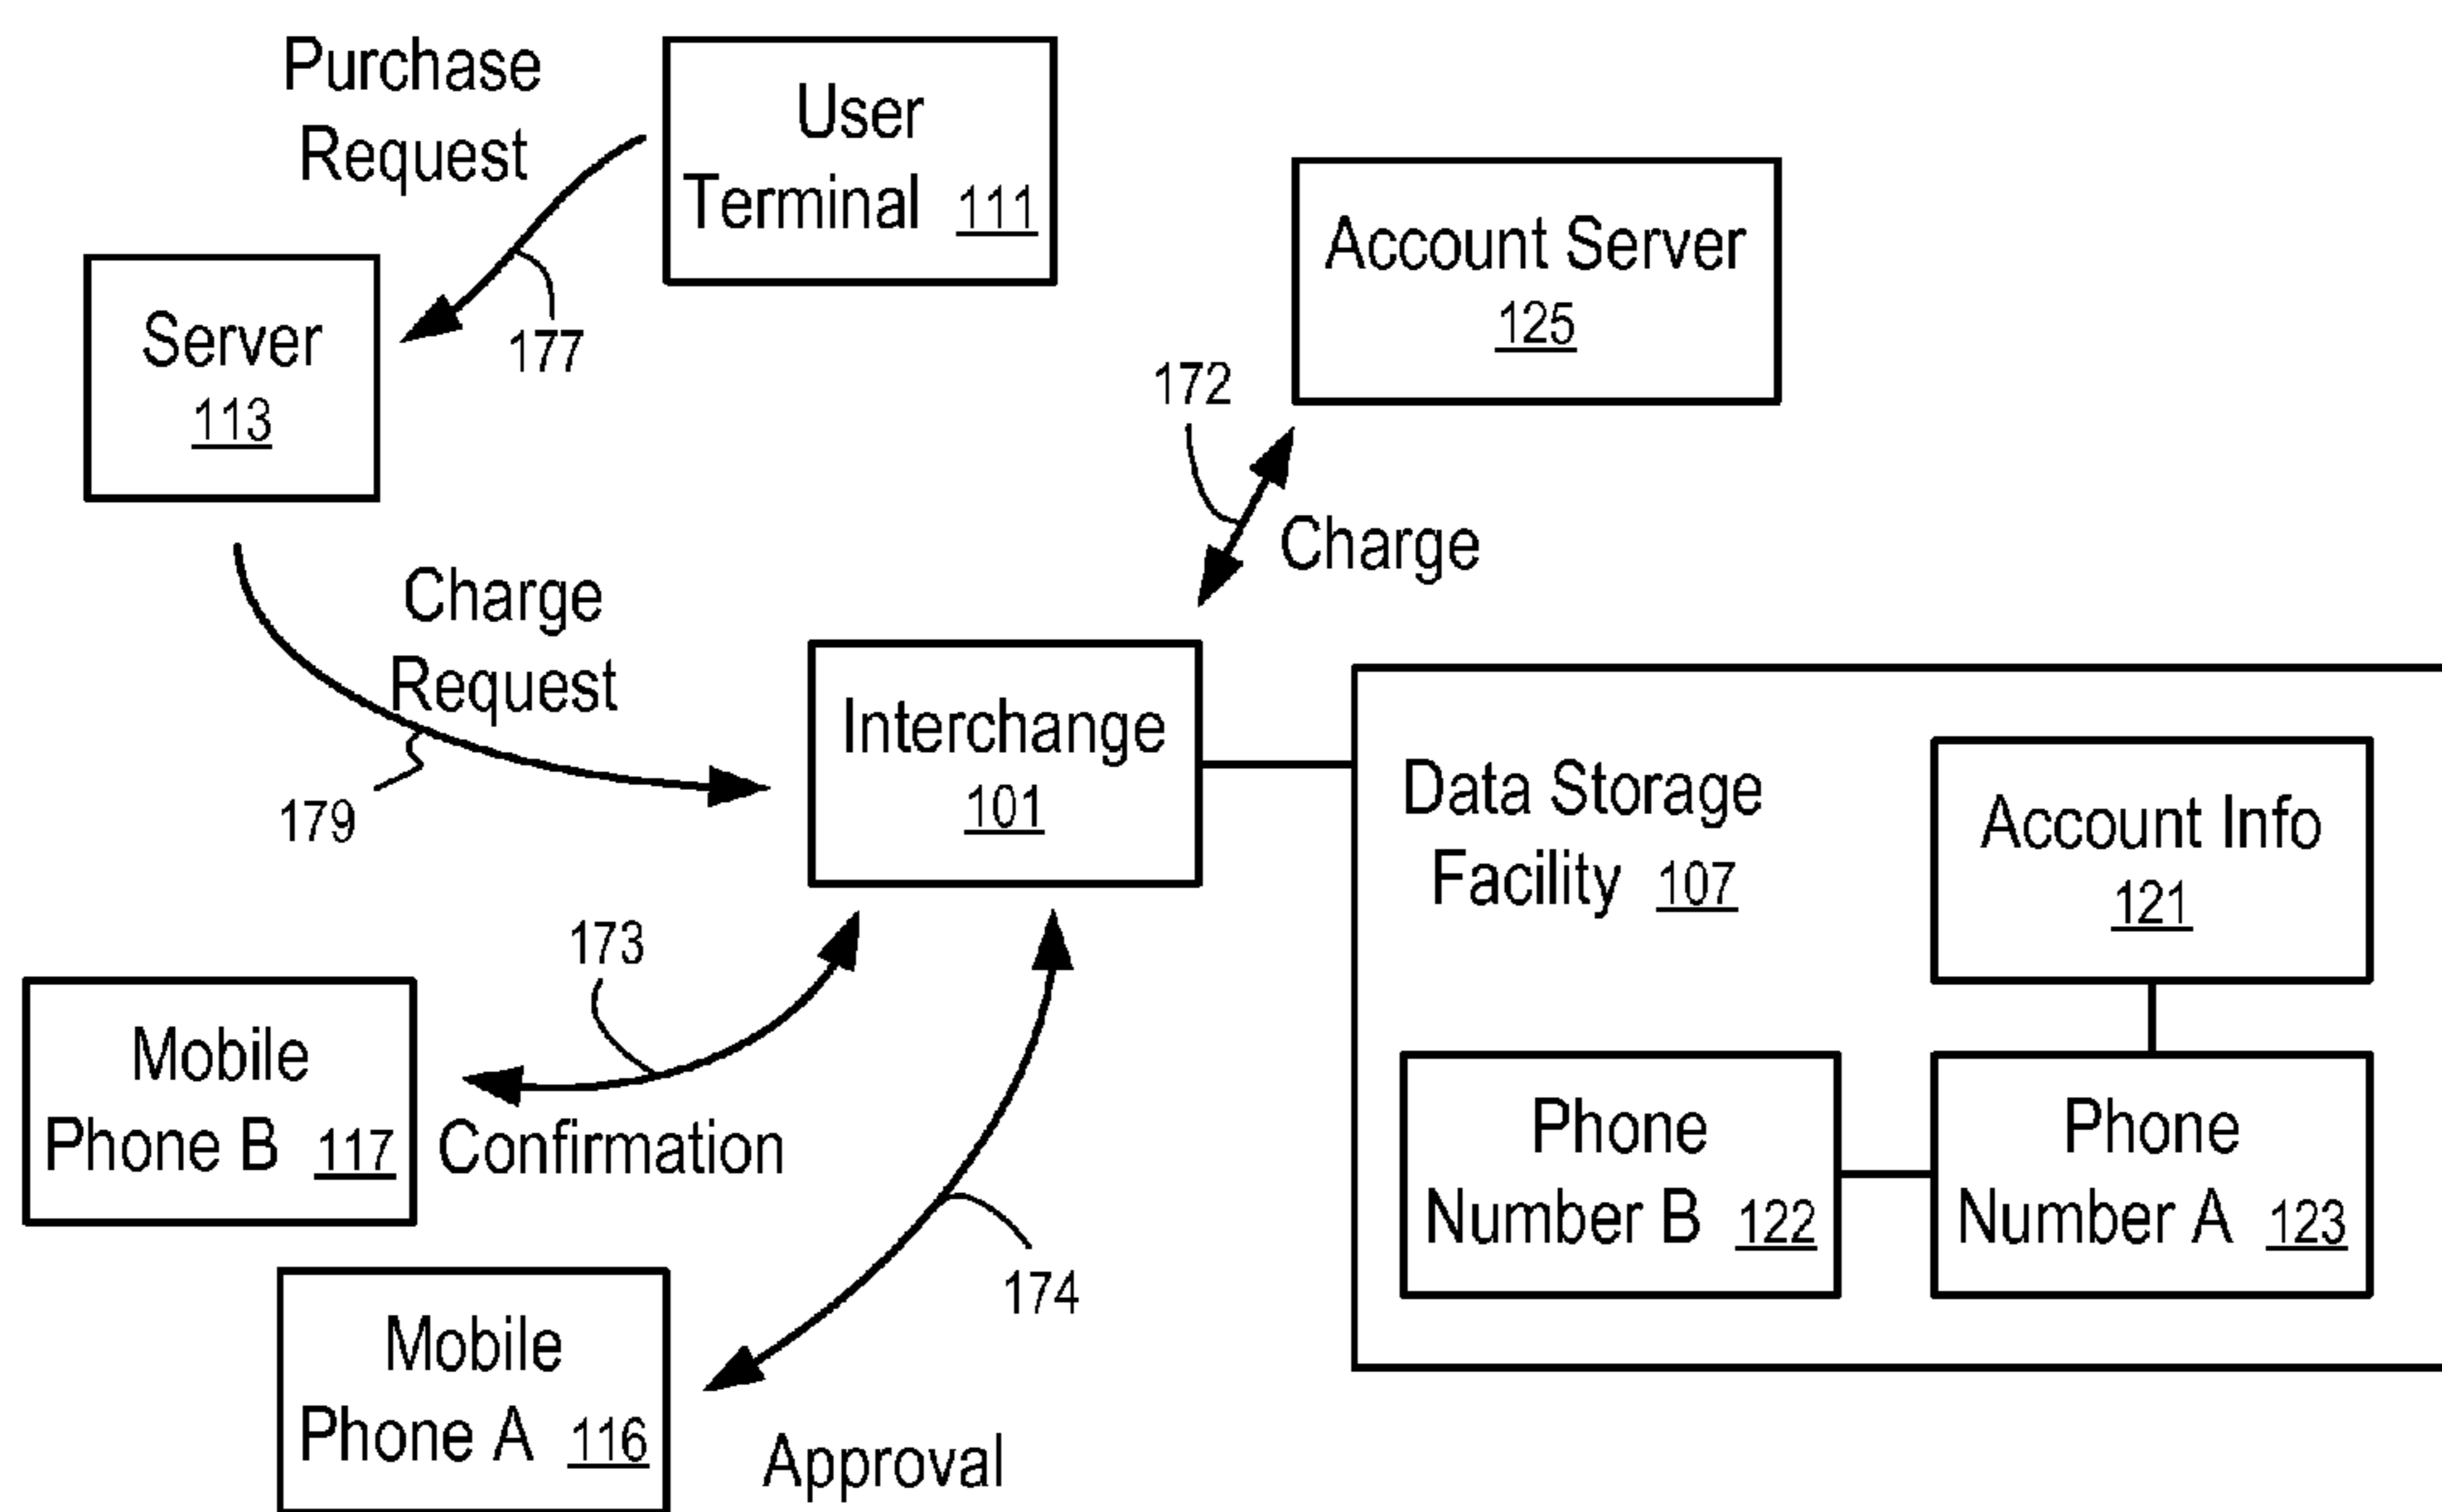 Purchase
Request
User
Terminal 111
177
Server
113
Account Server
125
172
Charge
Charge
Request
179
Interchange
101
Data Storage
Facility 107
Account Info
121
Phone
Number B 122
Phone
Number A 123
173
Mobile
Phone B 117
Confirmation
174
Mobile
Phone A 116
Approval